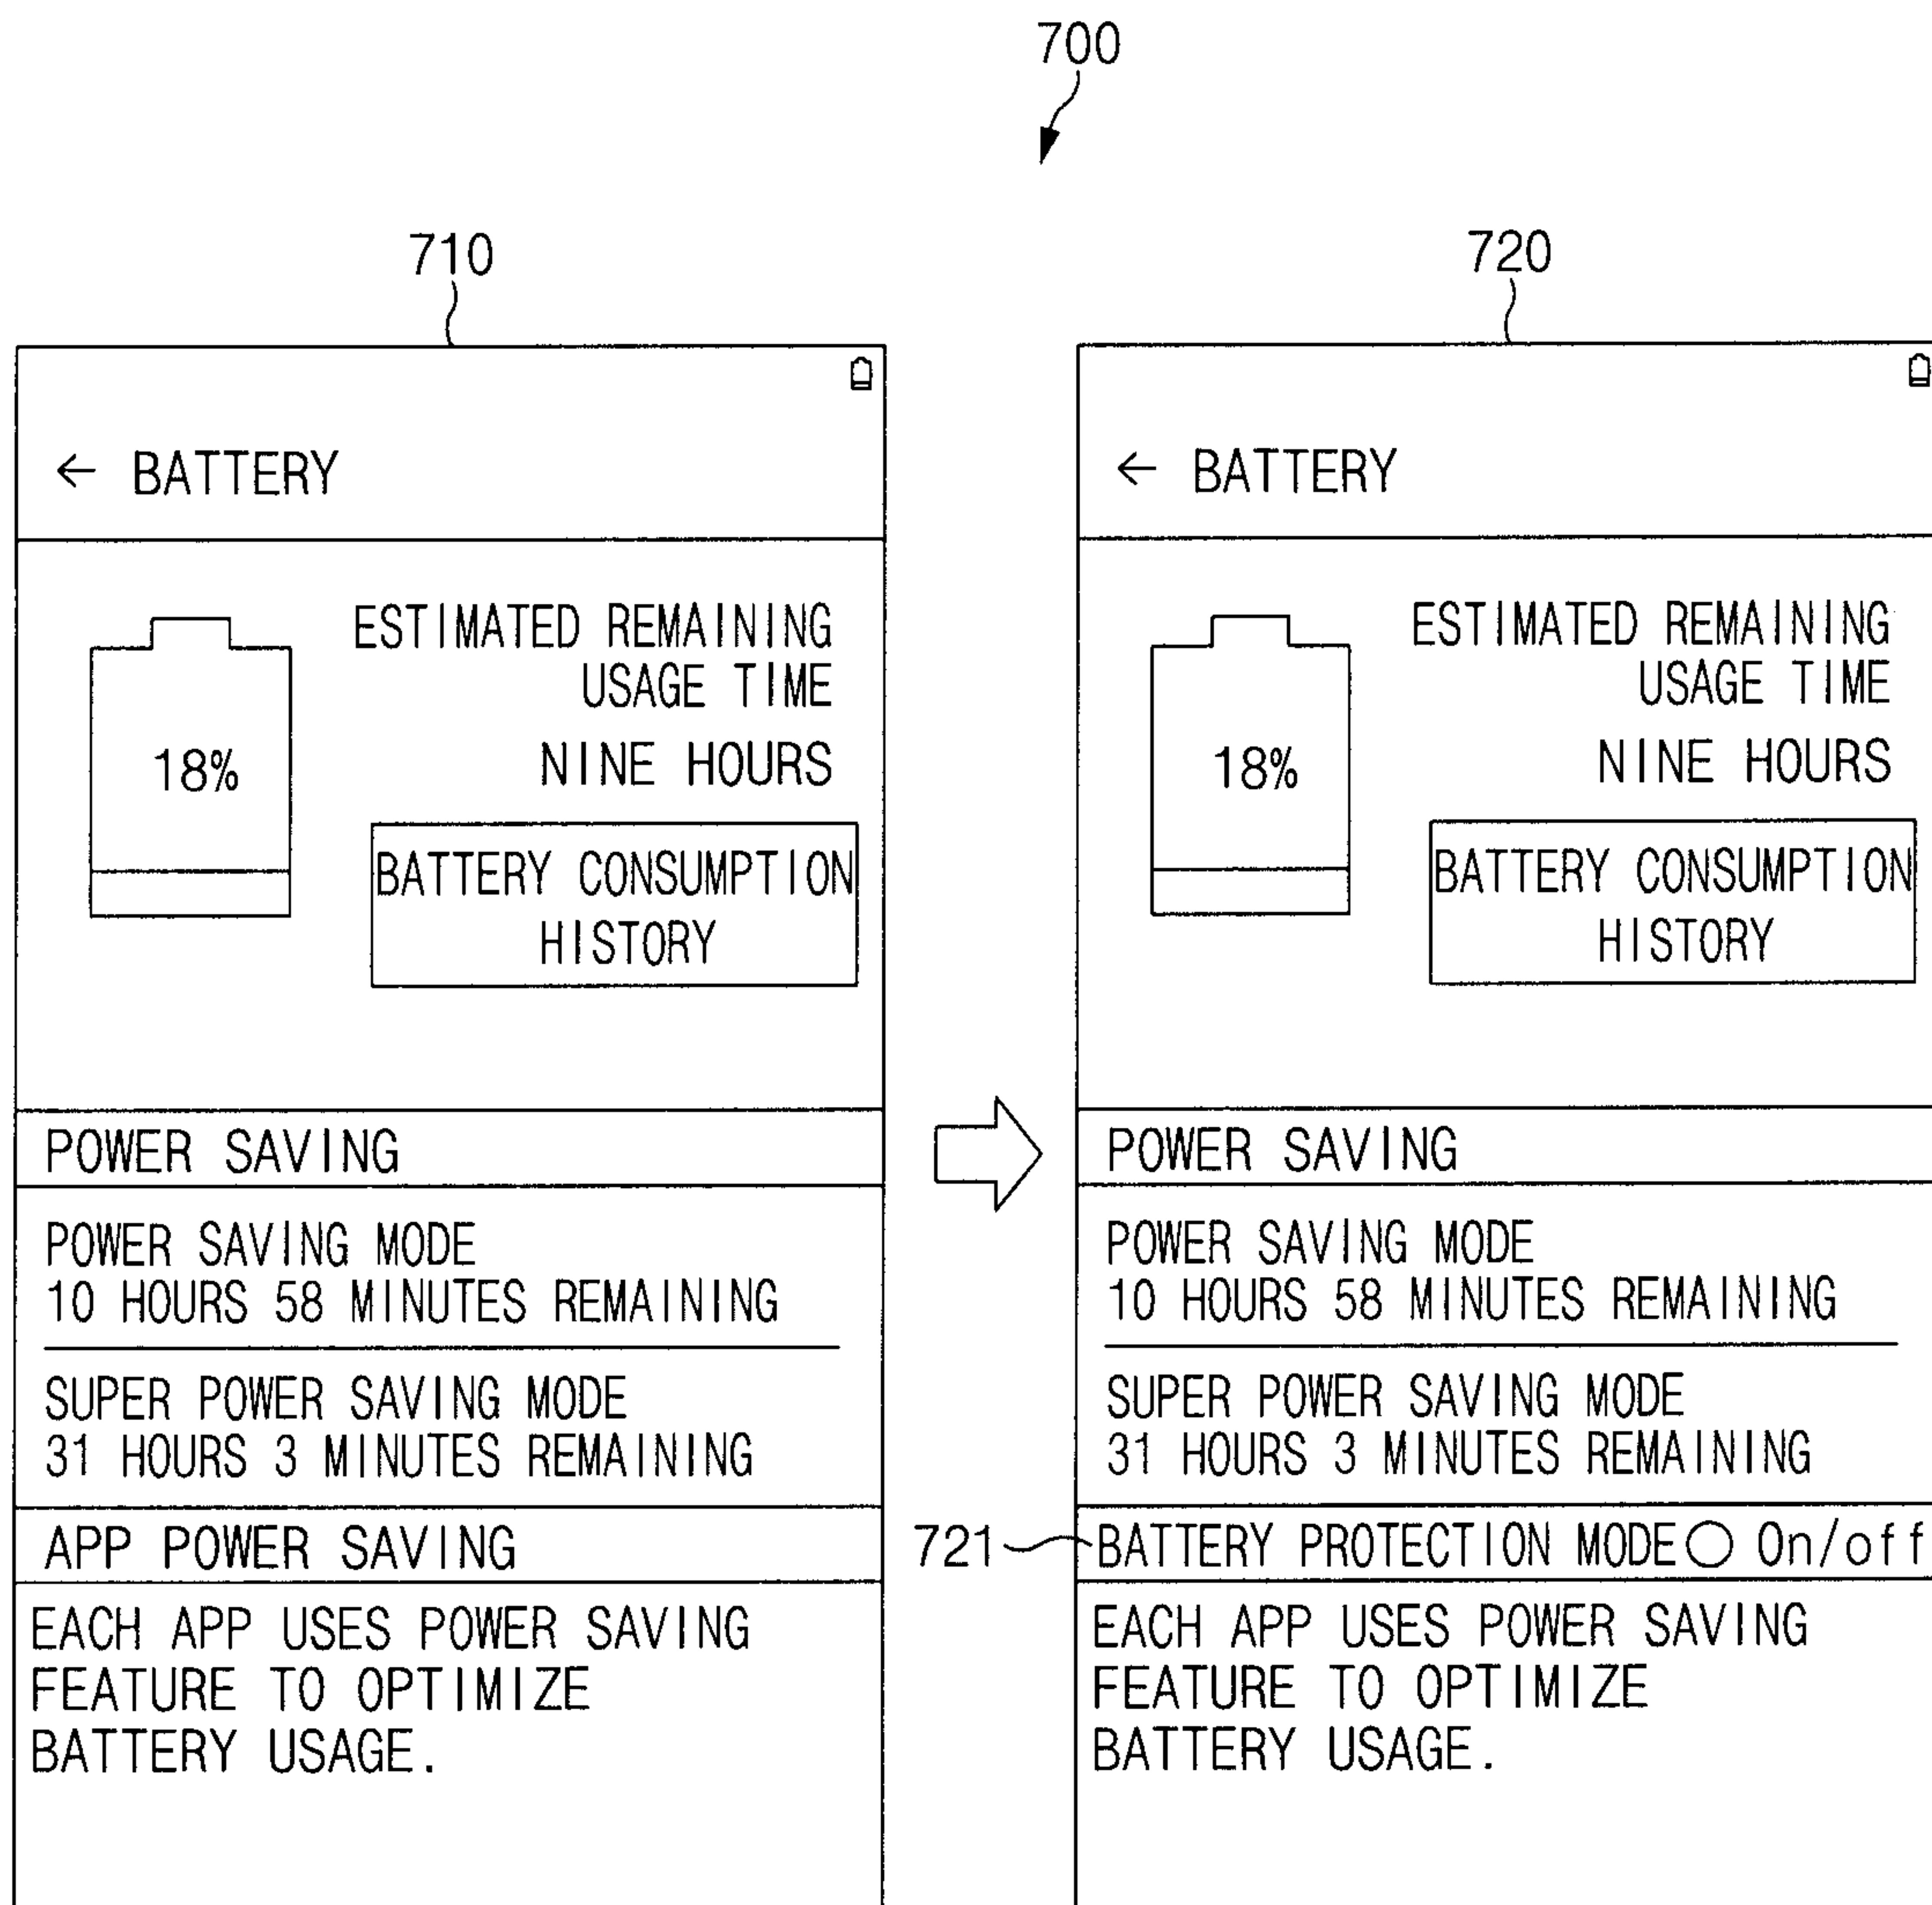 700
710
← BATTERY
18%
ESTIMATED REMAINING
USAGE TIME
NINE HOURS
BATTERY CONSUMPTION
HISTORY
POWER SAVING
POWER SAVING MODE
10 HOURS 58 MINUTES REMAINING
SUPER POWER SAVING MODE
31 HOURS 3 MINUTES REMAINING
APP POWER SAVING
EACH APP USES POWER SAVING
FEATURE TO OPTIMIZE
BATTERY USAGE.
720
← BATTERY
18%
ESTIMATED REMAINING
USAGE TIME
NINE HOURS
BATTERY CONSUMPTION
HISTORY
POWER SAVING
POWER SAVING MODE
10 HOURS 58 MINUTES REMAINING
SUPER POWER SAVING MODE
31 HOURS 3 MINUTES REMAINING
721
BATTERY PROTECTION MODE On/off
EACH APP USES POWER SAVING
FEATURE TO OPTIMIZE
BATTERY USAGE.